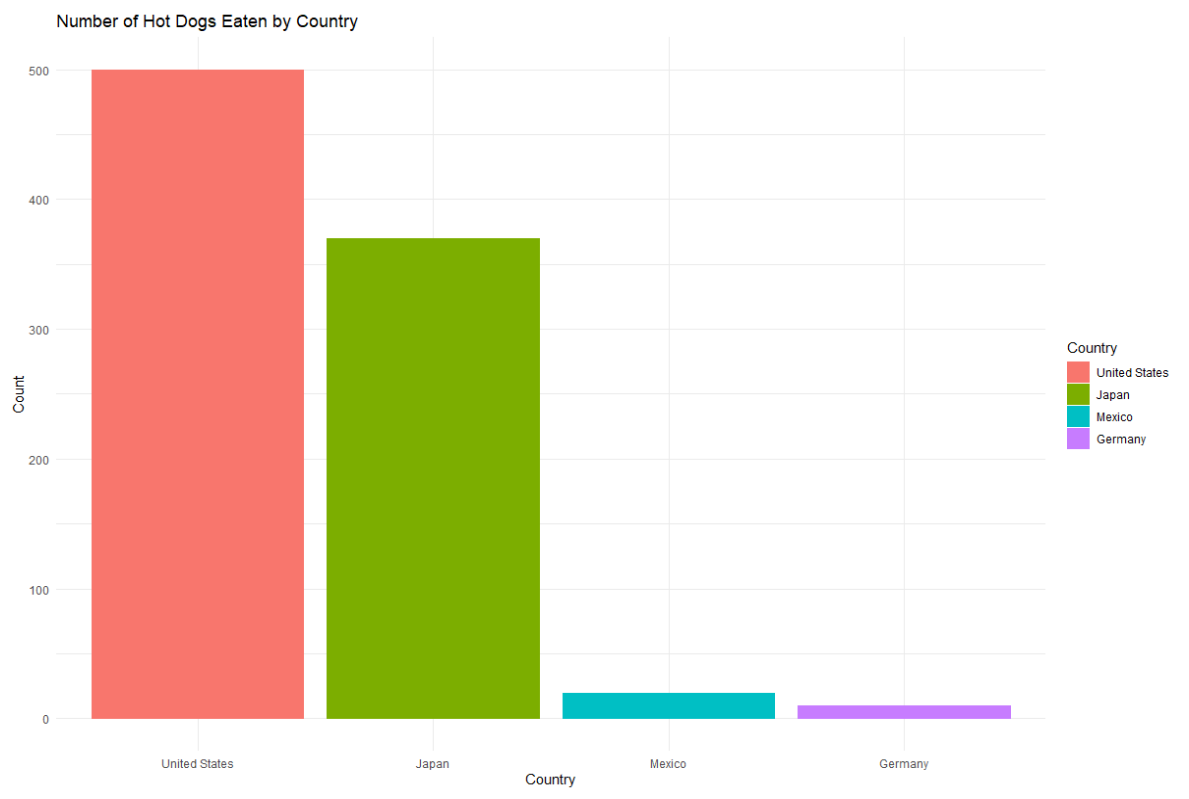 Number of Hot Dogs Eaten by Country
500
400
300
200
100
0
Count
United States
Japan
Mexico
Germany
Country
Country
United States
Japan
Mexico
Germany